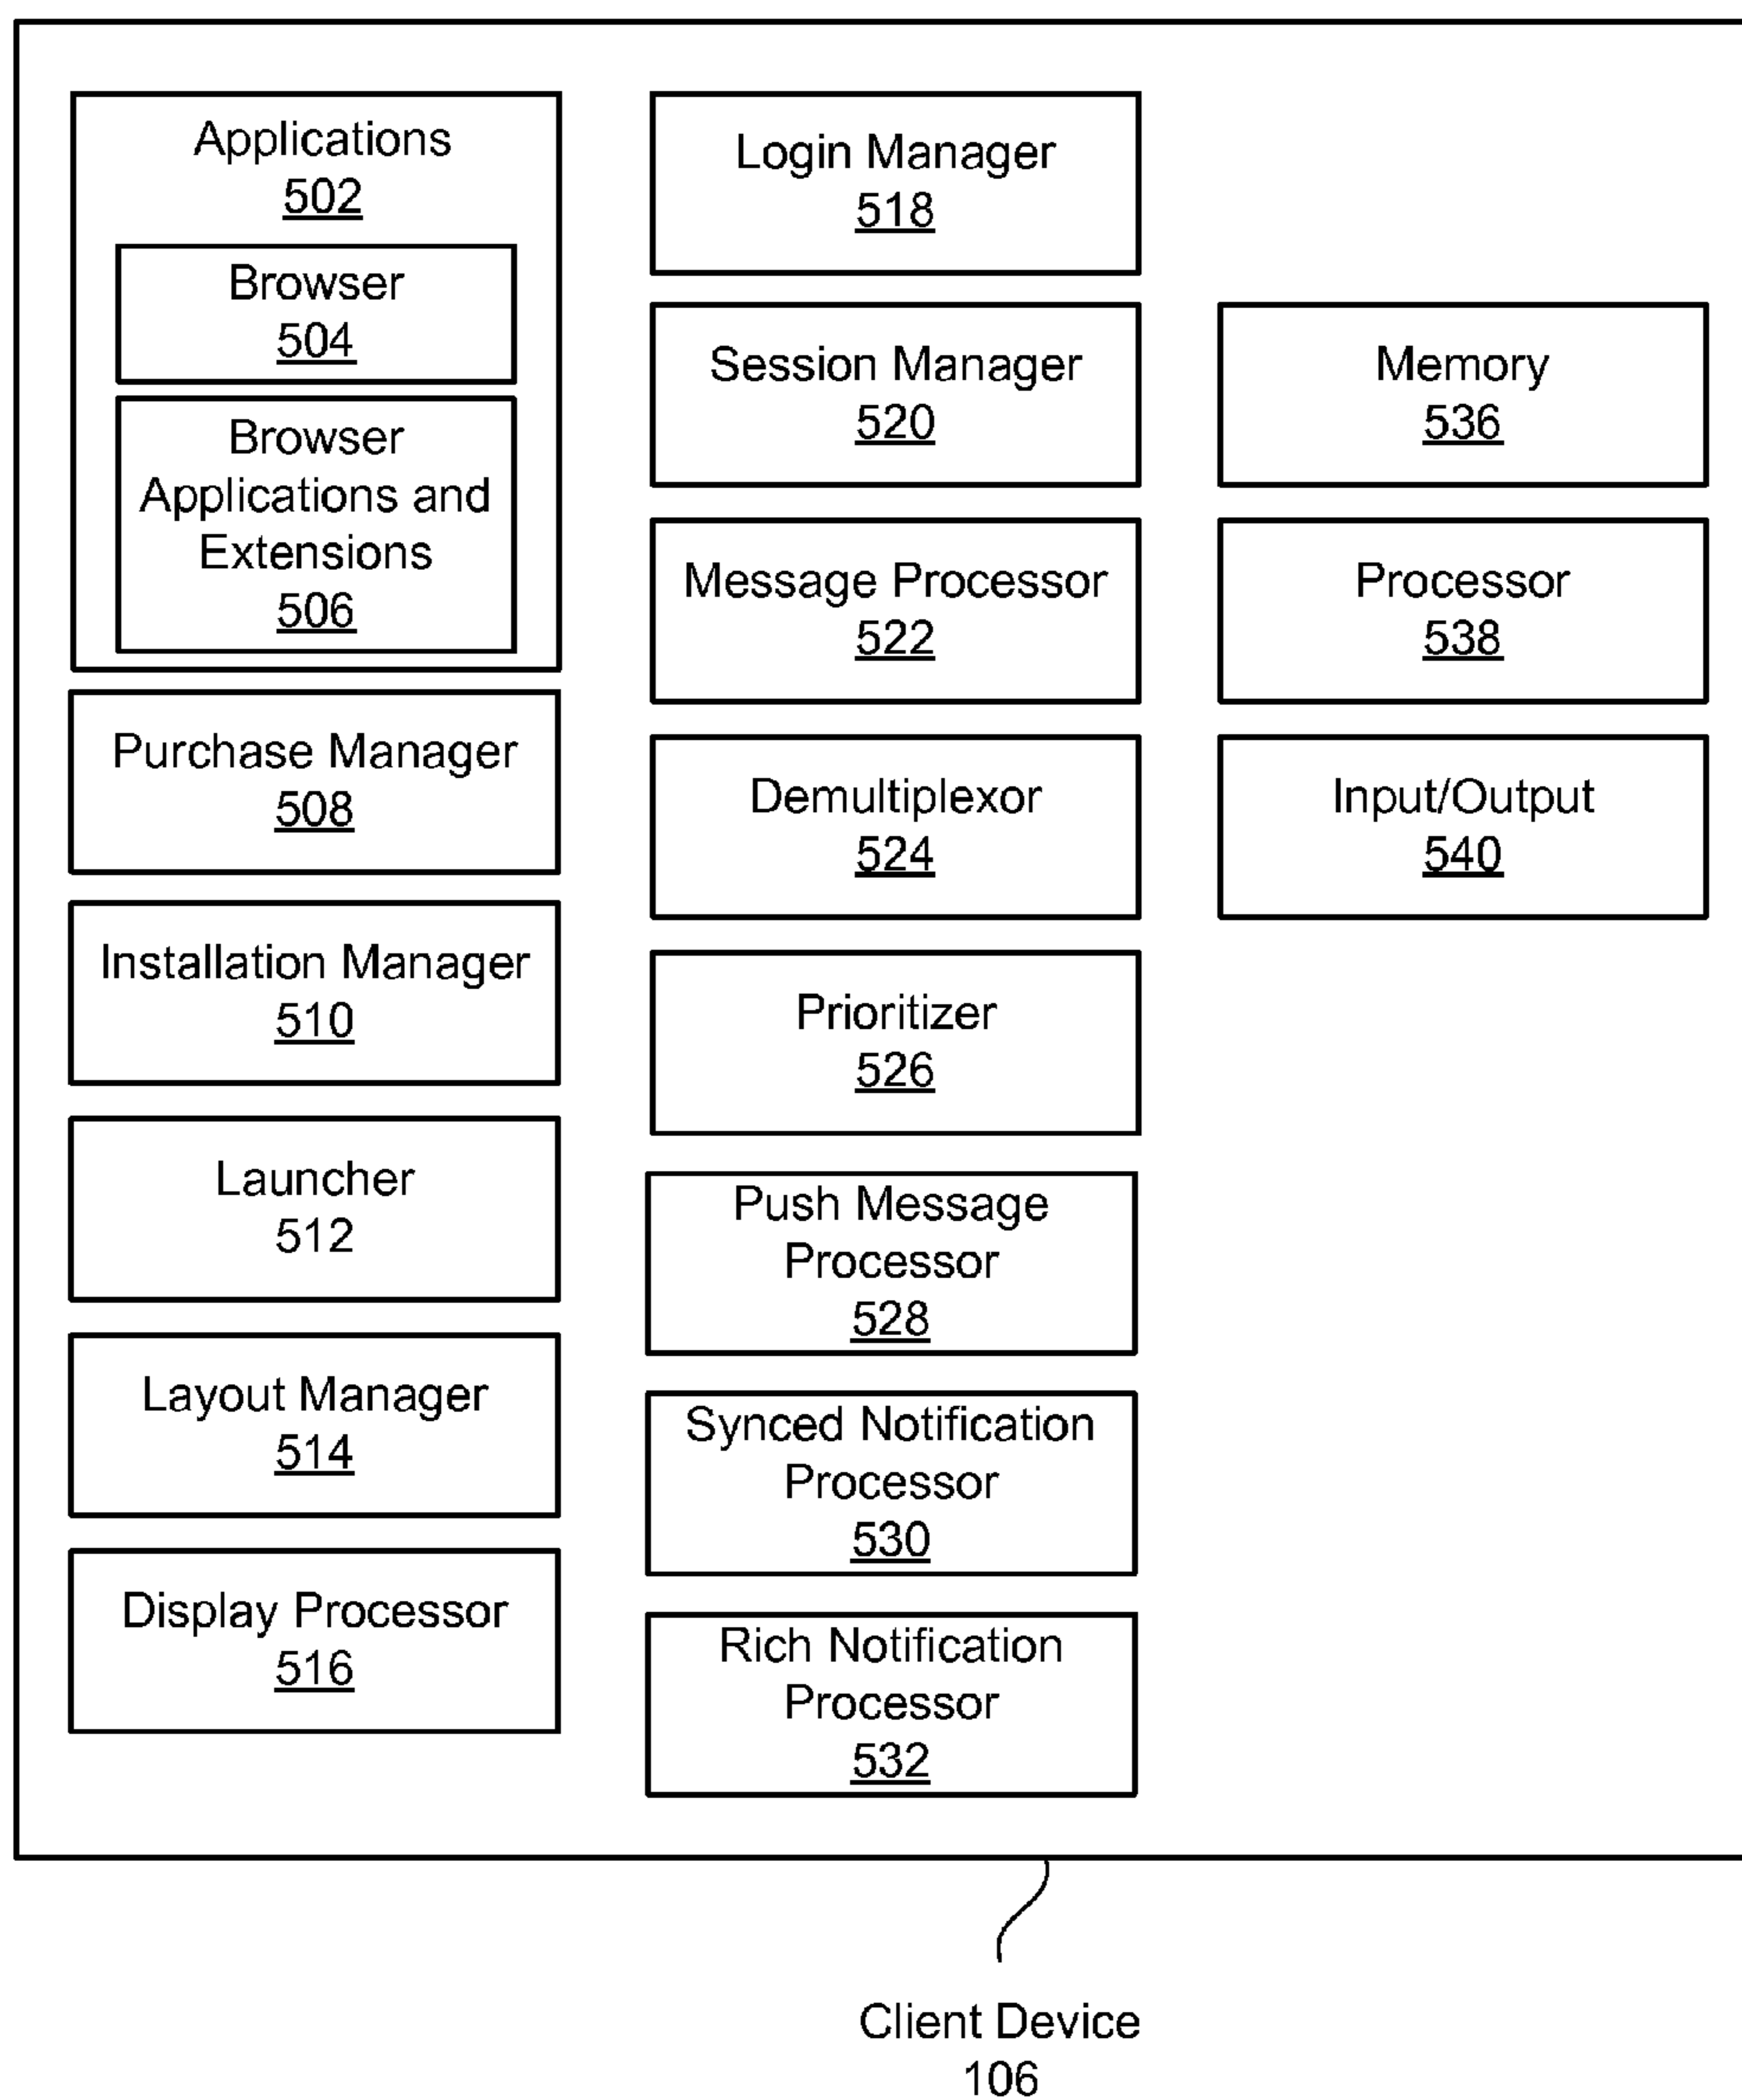 Applications
502
Browser
504
Browser
Applications and
Extensions
506
Purchase Manager
508
Installation Manager
510
Launcher
512
Layout Manager
514
Display Processor
516
Login Manager
518
Session Manager
520
Message Processor
522
Demultiplexor
524
Prioritizer
526
Push Message
Processor
528
Synced Notification
Processor
530
Rich Notification
Processor
532
Memory
536
Processor
538
Input/Output
540
Client Device
106